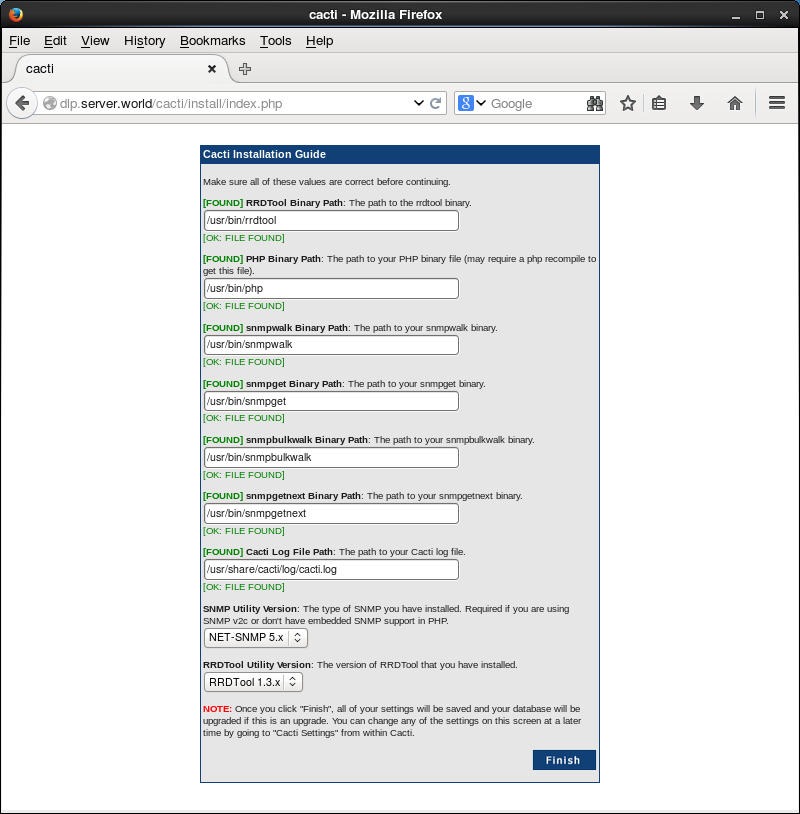 cacti - Mozilla Firefox
File Edit View History Bookmarks Tools Help
cacti
dlp.server.world/cacti/install/index.php
Google
Cacti Installation Guide
Make sure all of these values are correct before continuing.
[FOUND] RRDTool Binary Path: The path to the rrdtool binary.
/usr/bin/rrdtool
[OK: FILE FOUND]
[FOUND] PHP Binary Path: The path to your PHP binary file (may require a php recompile to
get this file).
/usr/bin/php
[OK: FILE FOUND]
[FOUND] snmpwalk Binary Path: The path to your snmpwalk binary.
/usr/bin/snmpwalk
[OK: FILE FOUND]
[FOUND] snmpget Binary Path: The path to your snmpget binary.
/usr/bin/snmpget
[OK: FILE FOUND]
[FOUND] snmpbulkwalk Binary Path: The path to your snmpbulkwalk binary.
/usr/bin/snmpbulkwalk
[OK: FILE FOUND]
[FOUND] snmpgetnext Binary Path: The path to your snmpgetnext binary.
/usr/bin/snmpgetnext
[OK: FILE FOUND]
[FOUND] Cacti Log File Path: The path to your Cacti log file.
/usr/share/cacti/log/cacti.log
[OK: FILE FOUND]
SNMP Utility Version: The type of SNMP you have installed. Required if you are using
SNMP v2c or don't have embedded SNMP support in PHP.
NET-SNMP 5.x
RRDTool Utility Version: The version of RRDTool that you have installed.
RRDTool 1.3.x
NOTE: Once you click "Finish", all of your settings will be saved and your database will be
upgraded if this is an upgrade. You can change any of the settings on this screen at a later
time by going to "Cacti Settings" from within Cacti.
Finish